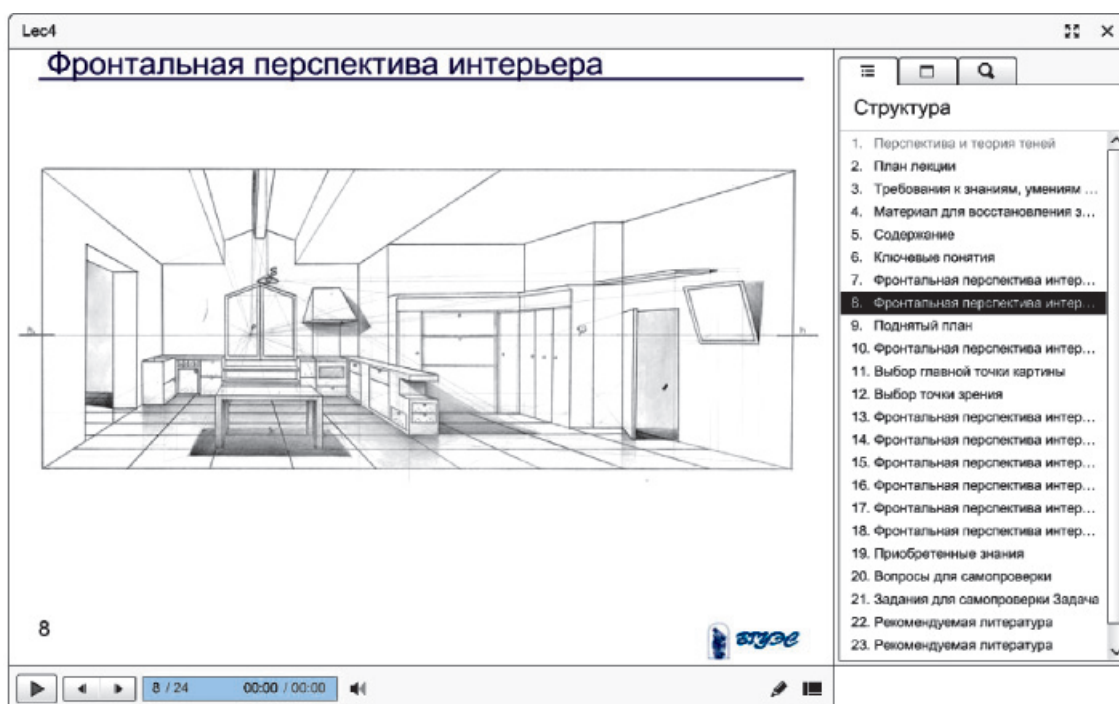 Lec4
Фронтальная перспектива интерьера
S
h
h
8
ВГУЭС
8 / 24
00:00 / 00:00
Структура
1. Перспектива и теория теней
2. План лекции
3. Требования к знаниям, умениям ...
4. Материал для восстановления з...
5. Содержание
6. Ключевые понятия
7. Фронтальная перспектива интер...
8. Фронтальная перспектива интер...
9. Поднятый план
10. Фронтальная перспектива интер...
11. Выбор главной точки картины
12. Выбор точки зрения
13. Фронтальная перспектива интер...
14. Фронтальная перспектива интер...
15. Фронтальная перспектива интер...
16. Фронтальная перспектива интер...
17. Фронтальная перспектива интер...
18. Фронтальная перспектива интер...
19. Приобретенные знания
20. Вопросы для самопроверки
21. Задания для самопроверки Задача
22. Рекомендуемая литература
23. Рекомендуемая литература